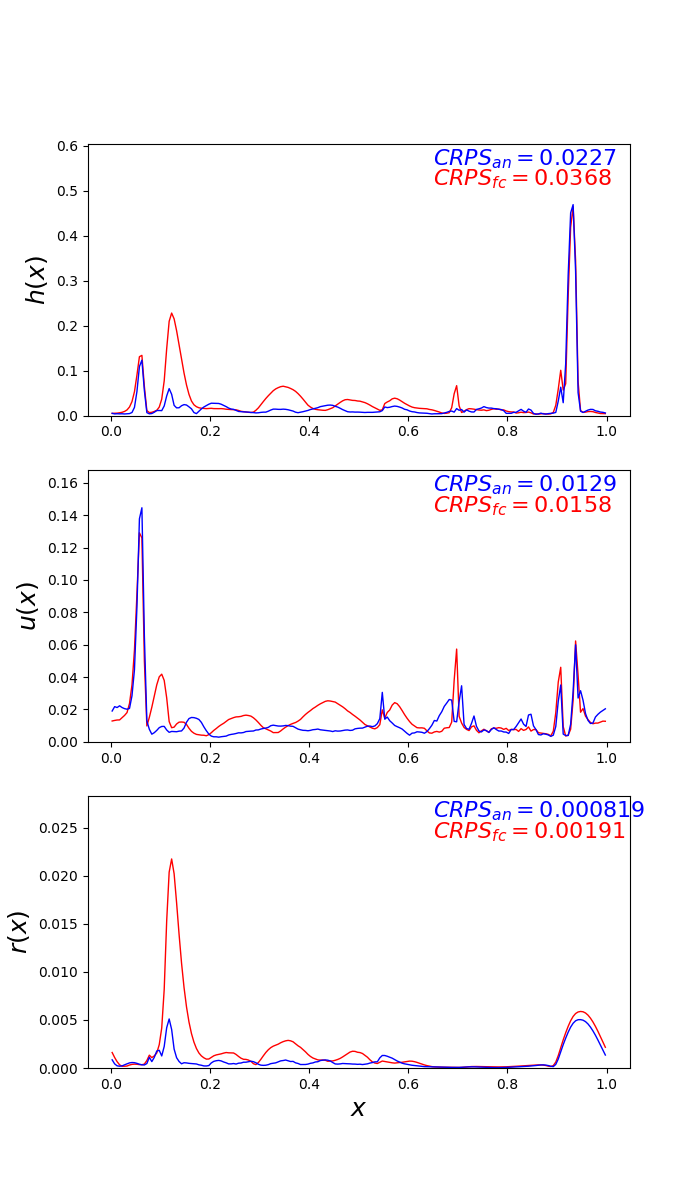 0.6
CRPS_an = 0.0227
CRPS_fc = 0.0368
0.5
0.4
0.3
h(x)
0.2
0.1
0.0
0.0 0.2 0.4 0.6 0.8 1.0
0.16
CRPS_an = 0.0129
CRPS_fc = 0.0158
0.14
0.12
0.10
0.08
u(x)
0.06
0.04
0.02
0.00
0.0 0.2 0.4 0.6 0.8 1.0
CRPS_an = 0.000819
CRPS_fc = 0.00191
0.025
0.020
0.015
r(x)
0.010
0.005
0.000
0.0 0.2 0.4 0.6 0.8 1.0
x